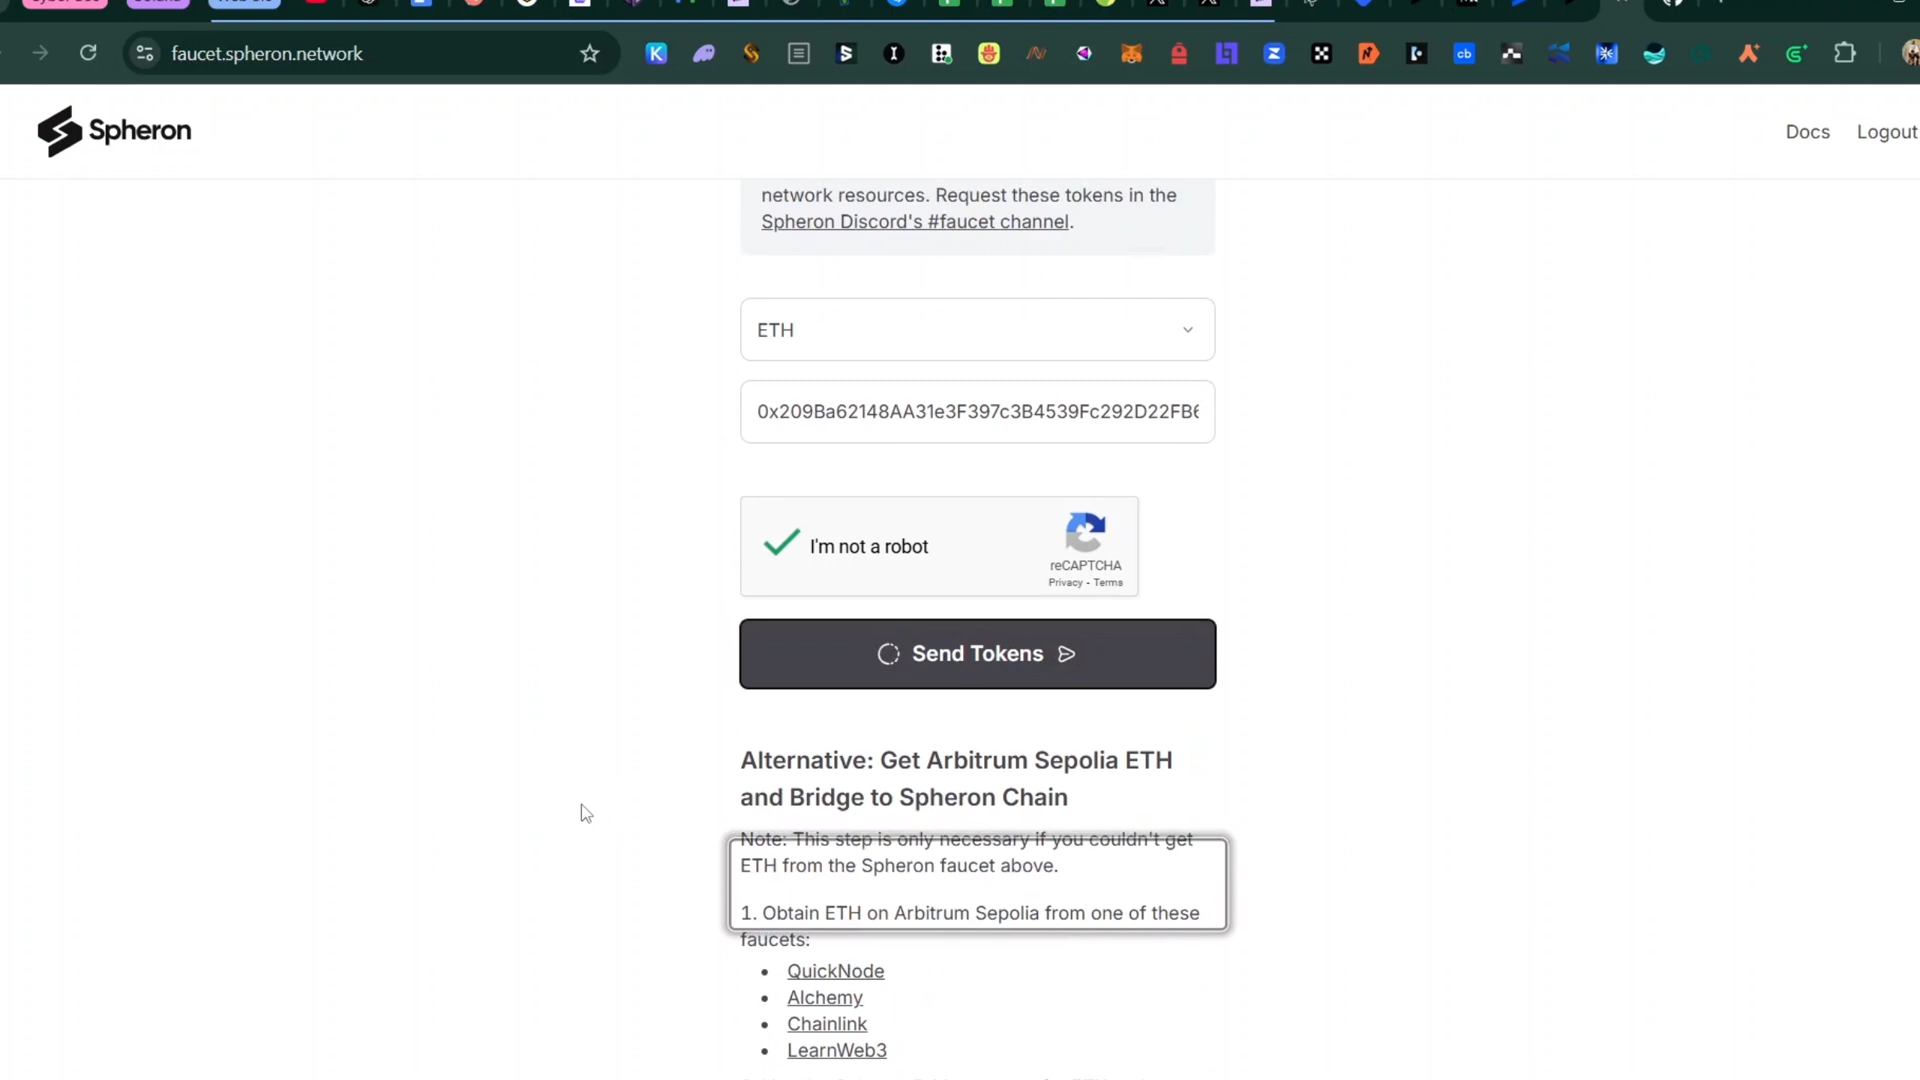 faucet.spheron.network
Spheron
Docs
Logout
network resources. Request these tokens in the
Spheron Discord's #faucet channel.
ETH
0x209Ba62148AA31e3F397c3B4539Fc292D22FB6
I'm not a robot
reCAPTCHA
Privacy - Terms
Send Tokens
Alternative: Get Arbitrum Sepolia ETH
and Bridge to Spheron Chain
Note: This step is only necessary if you couldn't get
ETH from the Spheron faucet above.
1. Obtain ETH on Arbitrum Sepolia from one of these
faucets:
• QuickNode
• Alchemy
• Chainlink
• LearnWeb3